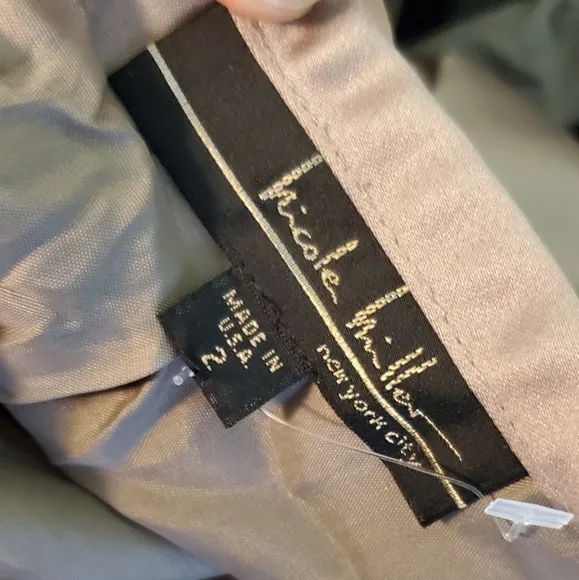 nicole miller
new york city
MADE IN
U.S.A.
2